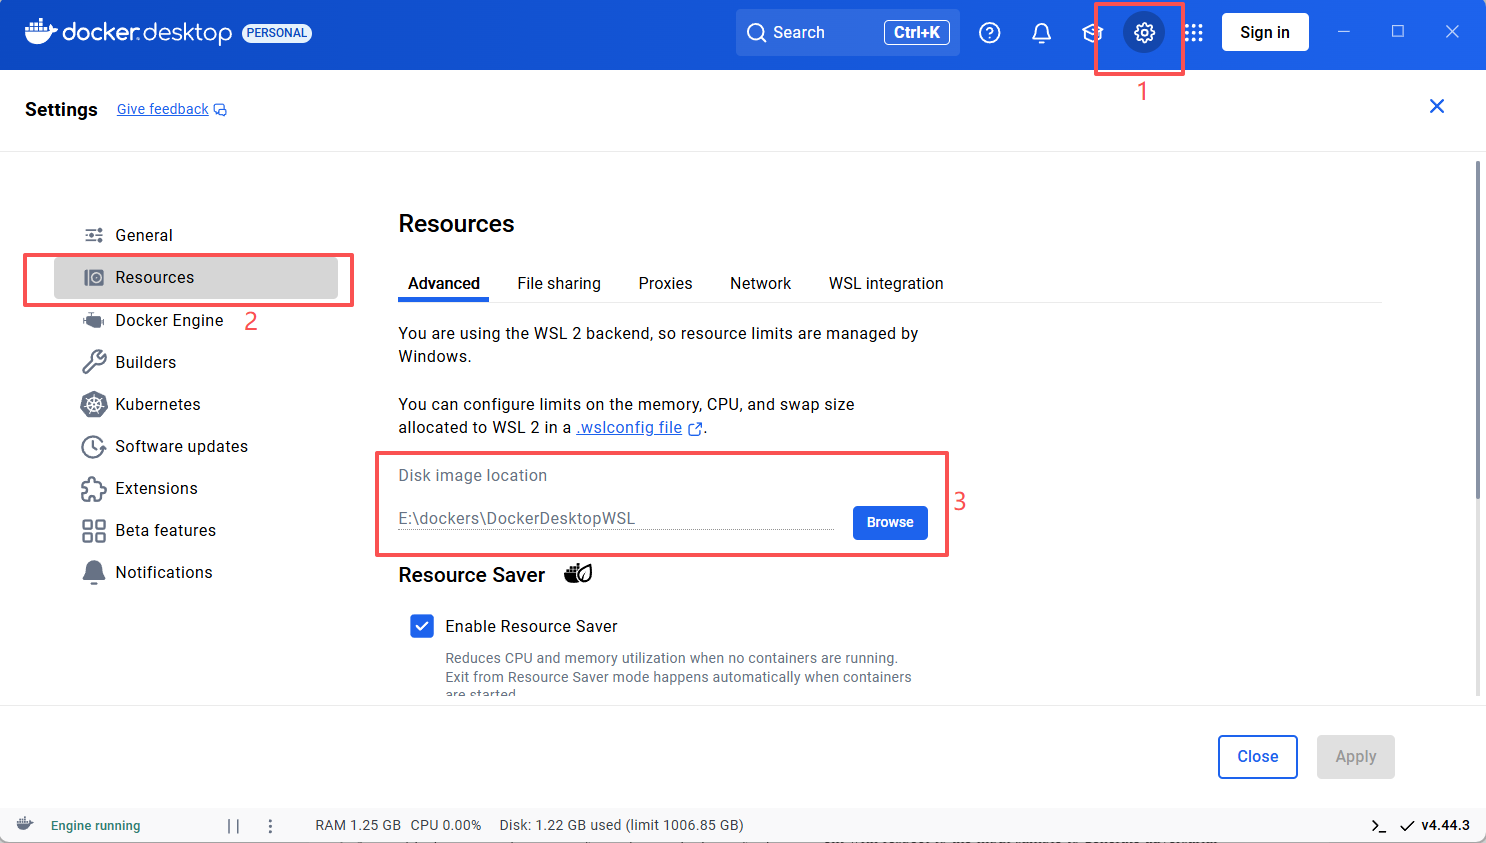 docker.desktop PERSONAL
Search Ctrl+K
Sign in
1
Settings Give feedback
General
Resources
2
Docker Engine
Builders
Kubernetes
Software updates
Extensions
Beta features
Notifications
Resources
Advanced File sharing Proxies Network WSL integration
You are using the WSL 2 backend, so resource limits are managed by
Windows.
You can configure limits on the memory, CPU, and swap size
allocated to WSL 2 in a .wslconfig file .
Disk image location
E:\dockers\DockerDesktopWSL
Browse
3
Resource Saver
Enable Resource Saver
Reduces CPU and memory utilization when no containers are running.
Exit from Resource Saver mode happens automatically when containers
are started
Close Apply
Engine running RAM 1.25 GB CPU 0.00% Disk: 1.22 GB used (limit 1006.85 GB) v4.44.3